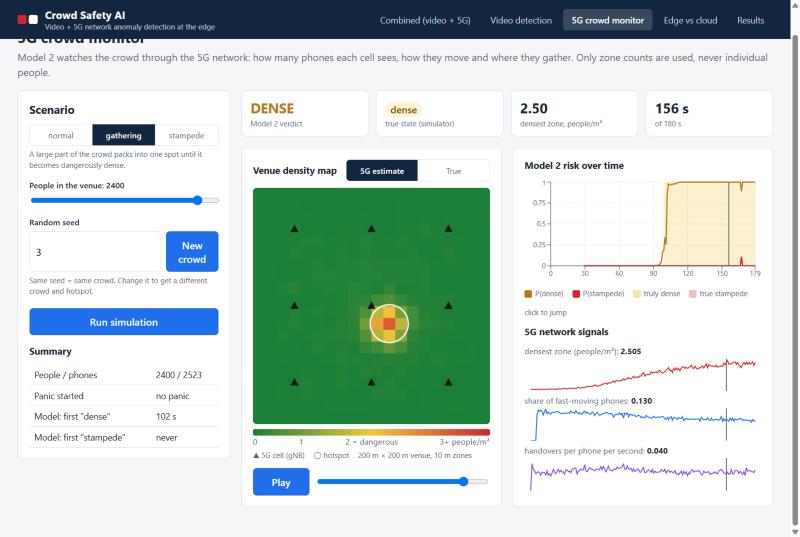 Crowd Safety AI
Video + 5G network anomaly detection at the edge
Combined (video + 5G)
Video detection
5G crowd monitor
Edge vs cloud
Results
5G crowd monitor
Model 2 watches the crowd through the 5G network: how many phones each cell sees, how they move and where they gather. Only zone counts are used, never individual
people.
Scenario
normal
gathering
stampede
A large part of the crowd packs into one spot until it
becomes dangerously dense.
People in the venue: 2400
Random seed
3
New
crowd
Same seed = same crowd. Change it to get a different
crowd and hotspot.
Run simulation
Summary
People / phones 2400 / 2523
Panic started no panic
Model: first "dense" 102 s
Model: first "stampede" never
DENSE
Model 2 verdict
dense
true state (simulator)
2.50
densest zone, people/m²
156 s
of 180 s
Venue density map
5G estimate
True
0 1 2 = dangerous 3+ people/m²
▲ 5G cell (gNB) ◯ hotspot 200 m × 200 m venue, 10 m zones
Play
Model 2 risk over time
1
0.75
0.5
0.25
0
0 30 60 90 120 150 179
P(dense) P(stampede) truly dense true stampede
click to jump
5G network signals
densest zone (people/m²): 2.505
share of fast-moving phones: 0.130
handovers per phone per second: 0.040